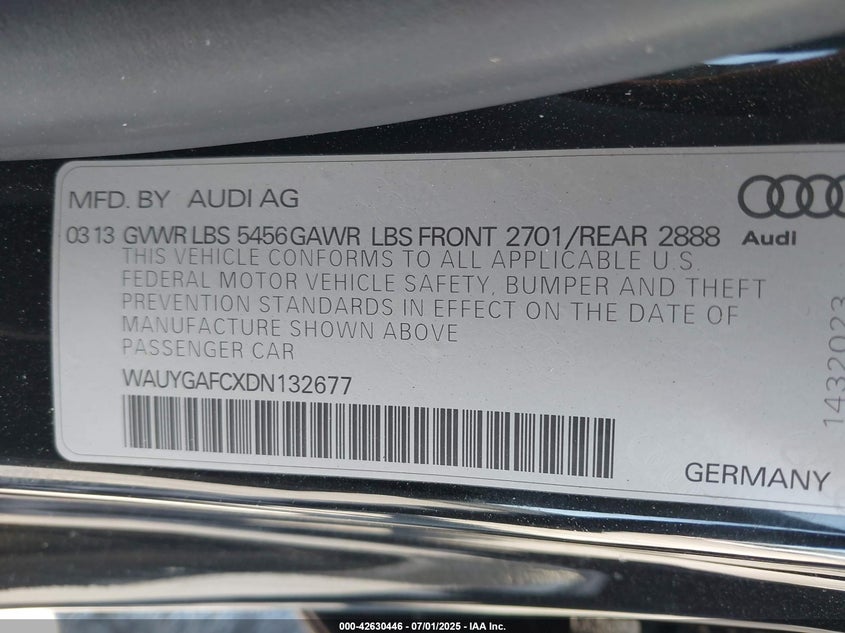 MFD. BY AUDI AG
0313 GVWR LBS 5456 GAWR LBS FRONT 2701/REAR 2888
Audi
THIS VEHICLE CONFORMS TO ALL APPLICABLE U.S.
FEDERAL MOTOR VEHICLE SAFETY, BUMPER AND THEFT
PREVENTION STANDARDS IN EFFECT ON THE DATE OF
MANUFACTURE SHOWN ABOVE
PASSENGER CAR
WAUYGAFCXDN132677
1432023
GERMANY
000-42630446 - 07/01/2025 - IAA Inc.